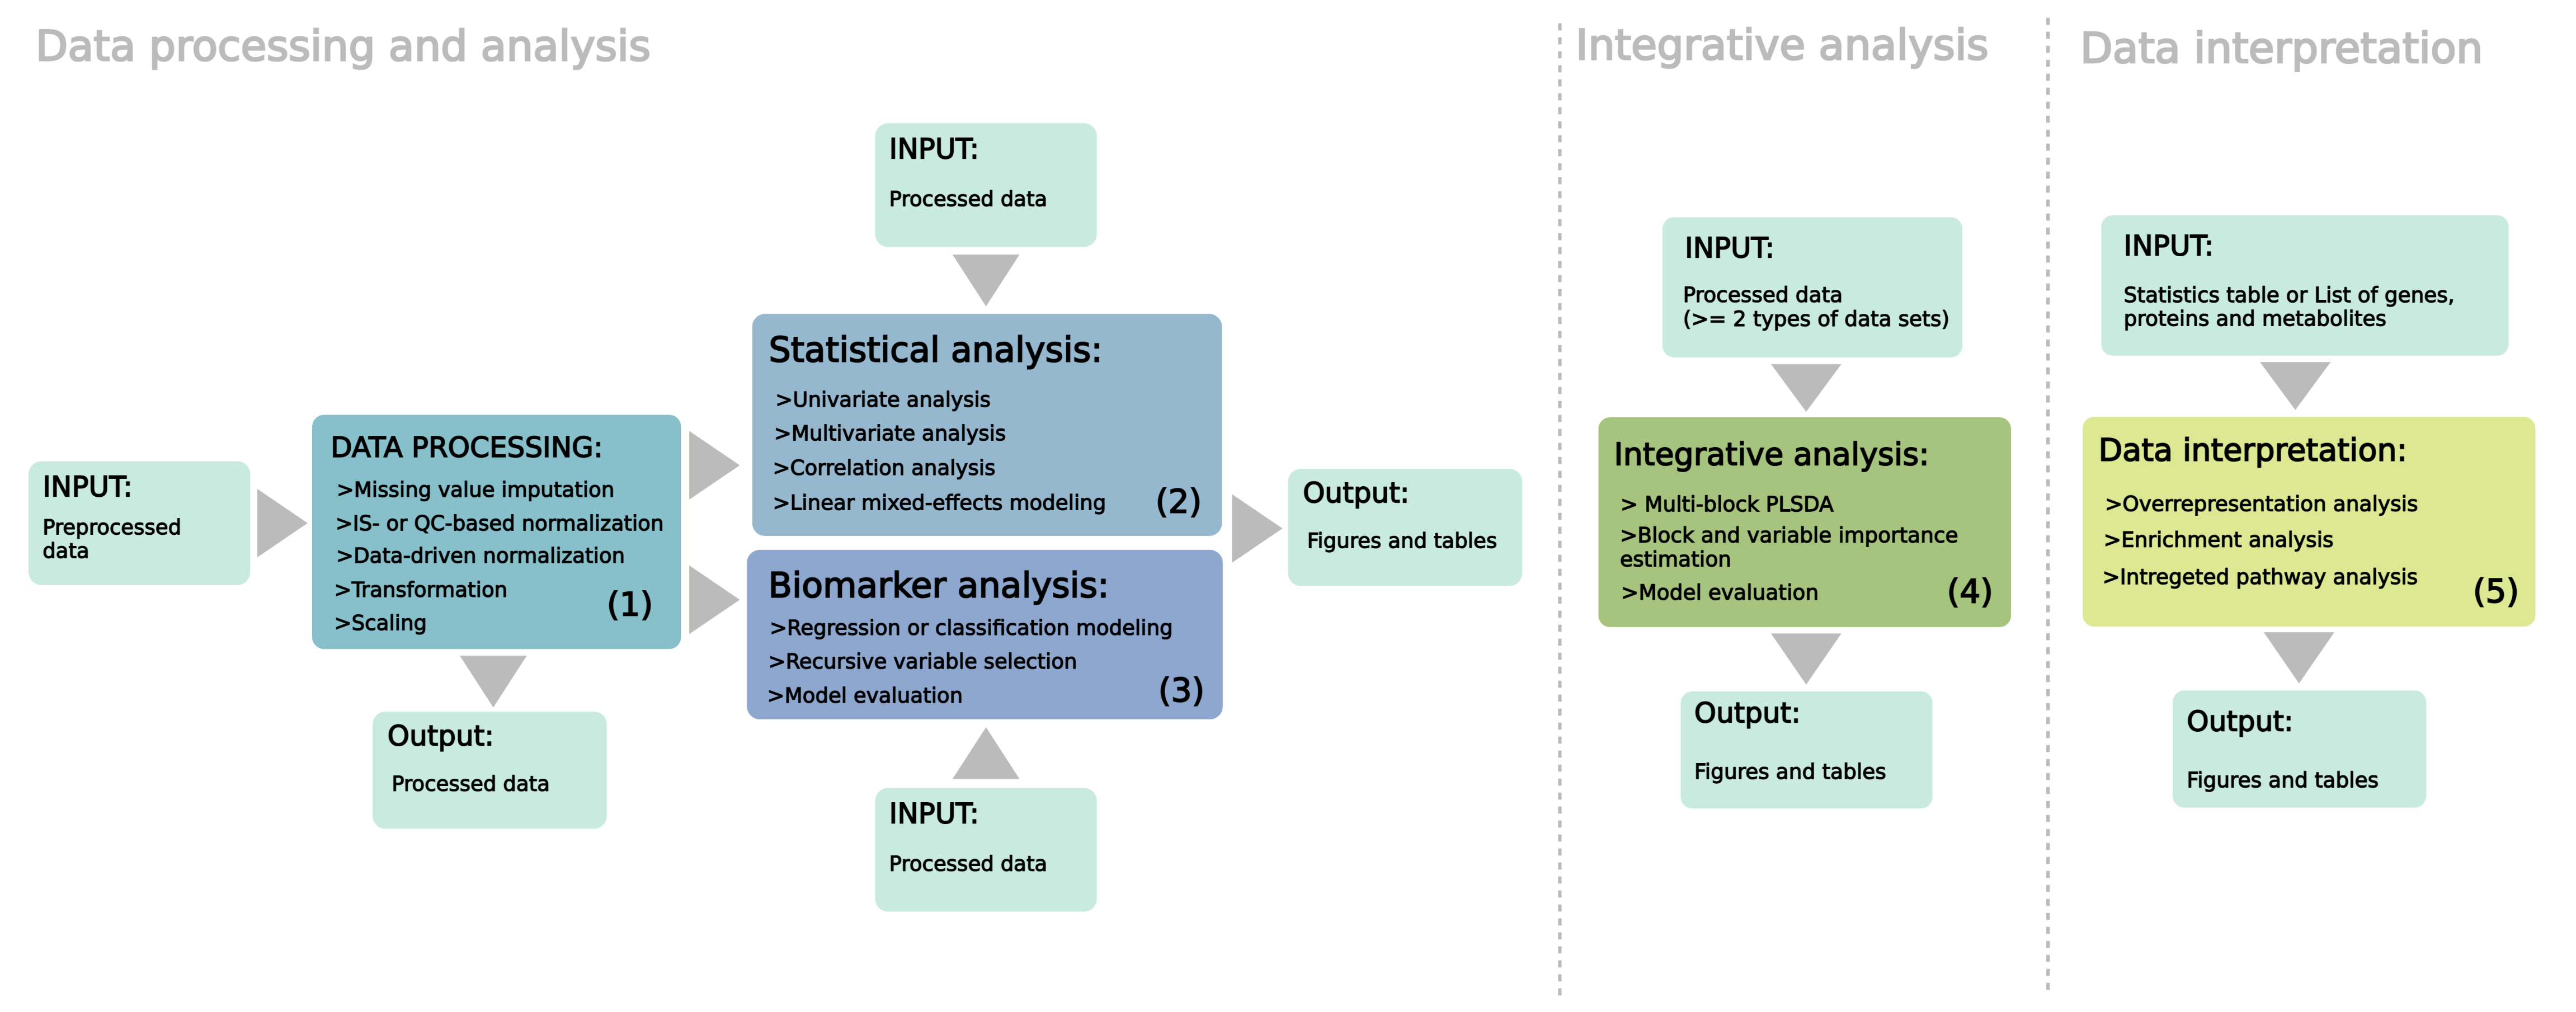 Data processing and analysis
Integrative analysis
Data interpretation
INPUT:
Preprocessed
data
DATA PROCESSING:
>Missing value imputation
>IS- or QC-based normalization
>Data-driven normalization
>Transformation
>Scaling
(1)
Output:
Processed data
INPUT:
Processed data
Statistical analysis:
>Univariate analysis
>Multivariate analysis
>Correlation analysis
>Linear mixed-effects modeling
(2)
Biomarker analysis:
>Regression or classification modeling
>Recursive variable selection
>Model evaluation
(3)
INPUT:
Processed data
Output:
Figures and tables
INPUT:
Processed data
(>= 2 types of data sets)
Integrative analysis:
> Multi-block PLSDA
>Block and variable importance
estimation
>Model evaluation
(4)
Output:
Figures and tables
INPUT:
Statistics table or List of genes,
proteins and metabolites
Data interpretation:
>Overrepresentation analysis
>Enrichment analysis
>Intregeted pathway analysis
(5)
Output:
Figures and tables